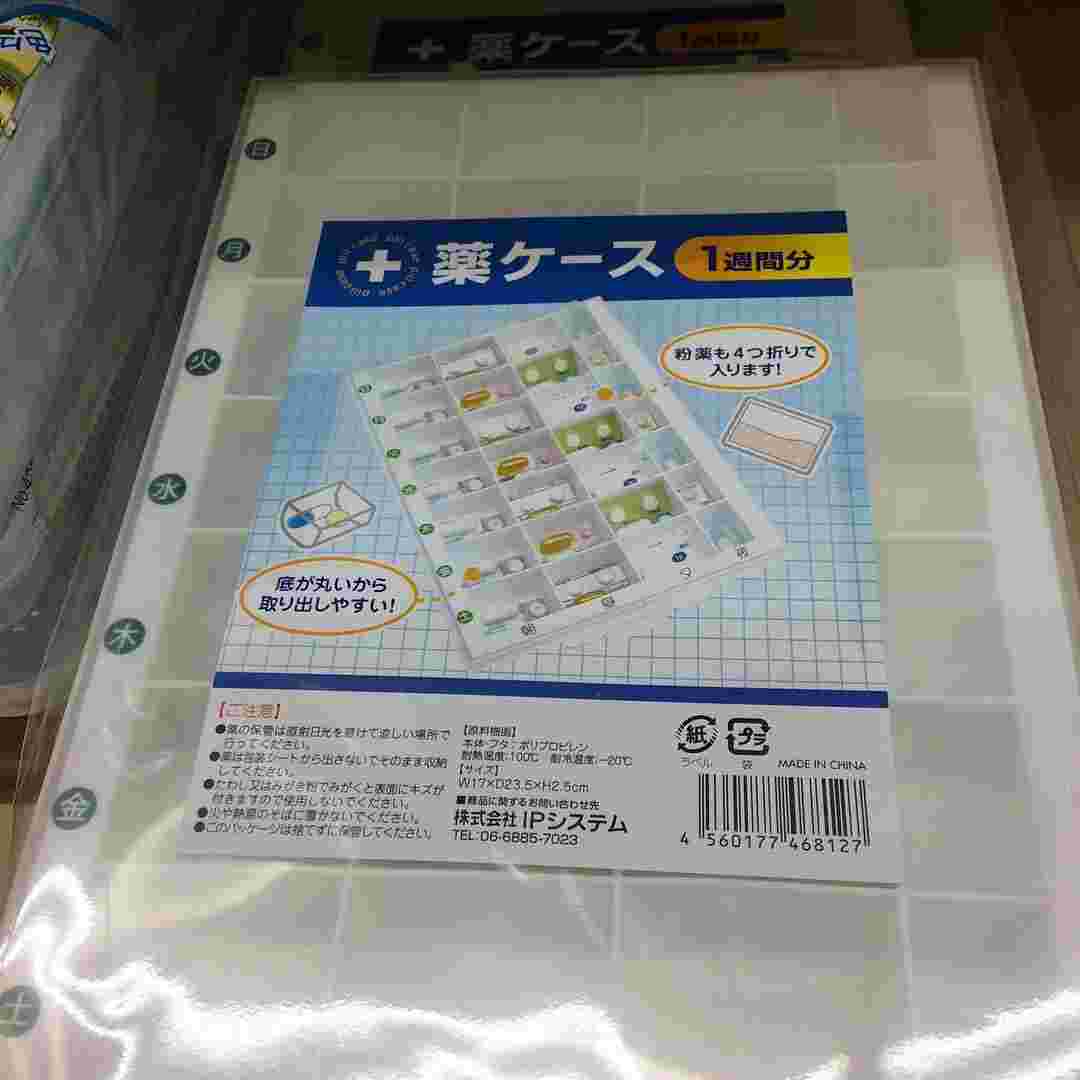 薬ケース 1週間分
日
月
火
水
木
金
土
薬ケース 1週間分
粉薬も4つ折りで
入ります!
底が丸いから
取り出しやすい!
【ご注意】
●薬の保管は直射日光を避けて涼しい場所で
行ってください。
●薬は包装シートから出さないでそのまま収納
してください。
●たわし又はみがき粉でみがくと表面にキズが
付きますので使用しないでください。
●火や熱源のそばに置かないでください。
●このパッケージは捨てずに保管してください。
【原料樹脂】
本体・フタ:ポリプロピレン
耐熱温度:100℃ 耐冷温度:-20℃
【サイズ】
W17×D23.5×H2.5cm
■商品に関するお問い合わせ先
株式会社IPシステム
TEL:06-6885-7023
紙
ラベル
プラ
袋
MADE IN CHINA
4 560177 468127